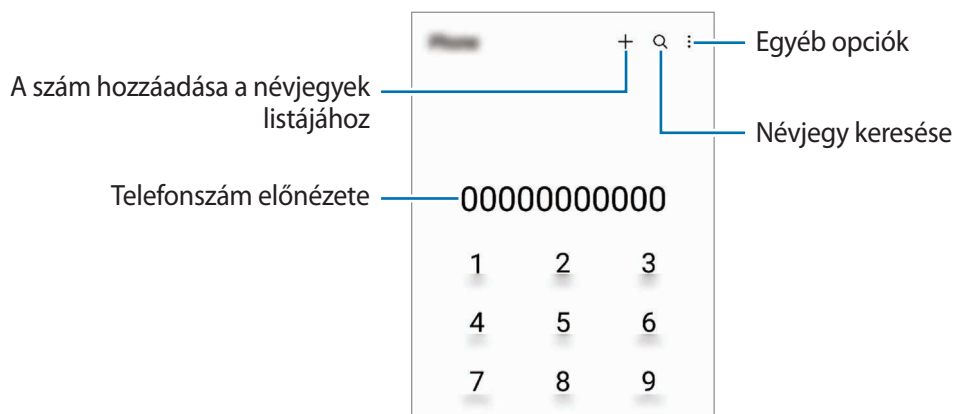 Egyéb opciók
A szám hozzáadása a névjegyek
listájához
Névjegy keresése
Telefonszám előnézete
00000000000
1 2 3
4 5 6
7 8 9